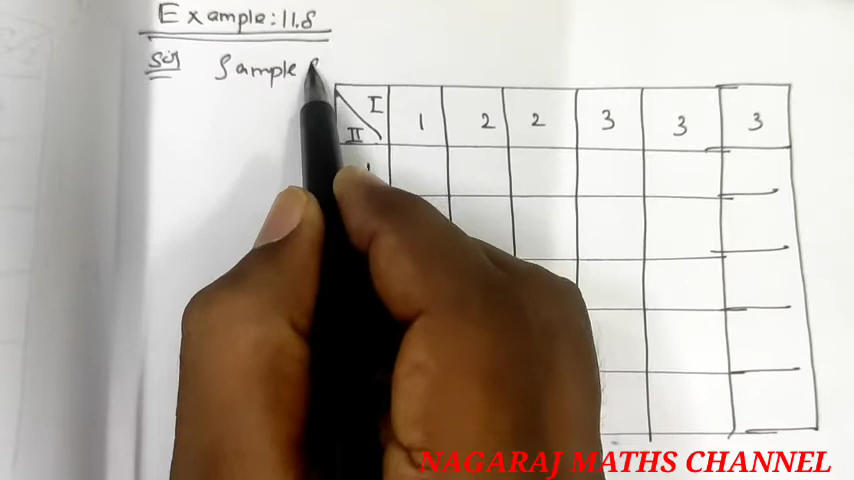 Example: 11.8
Sol
Sample
I
II
1 2 2 3 3 3
NAGARAJ MATHS CHANNEL